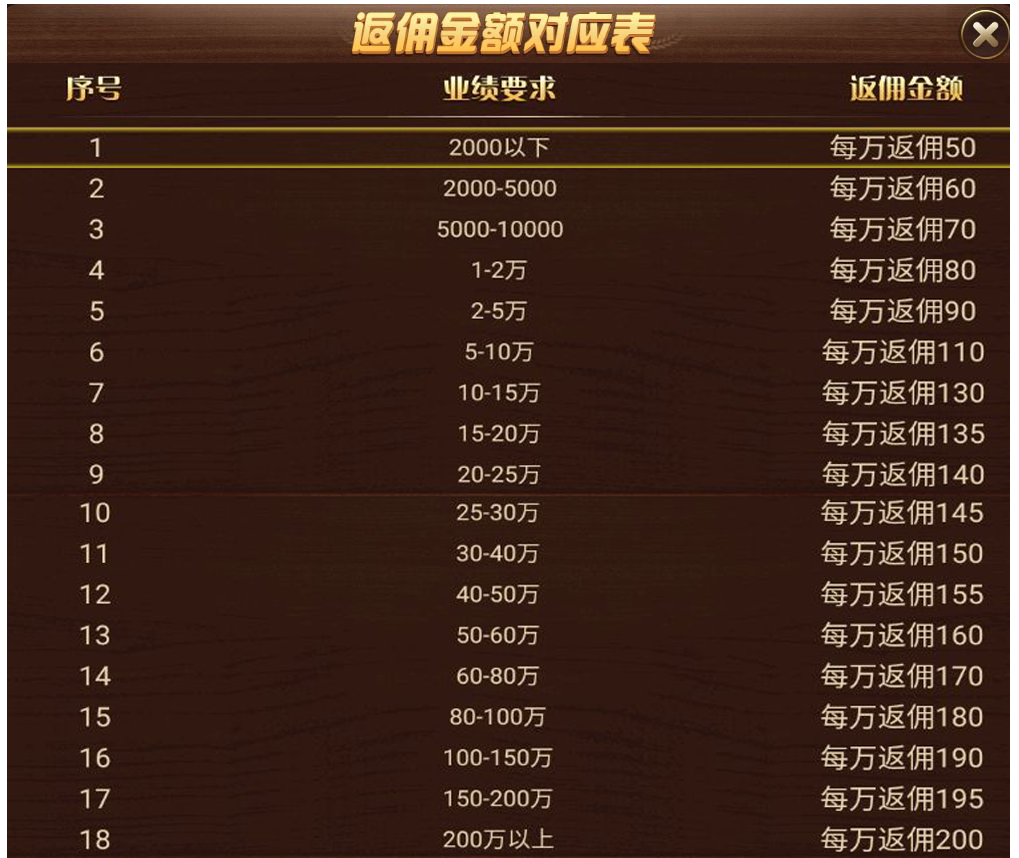 返佣金额对应表
序号 业绩要求 返佣金额
1 2000以下 每万返佣50
2 2000-5000 每万返佣60
3 5000-10000 每万返佣70
4 1-2万 每万返佣80
5 2-5万 每万返佣90
6 5-10万 每万返佣110
7 10-15万 每万返佣130
8 15-20万 每万返佣135
9 20-25万 每万返佣140
10 25-30万 每万返佣145
11 30-40万 每万返佣150
12 40-50万 每万返佣155
13 50-60万 每万返佣160
14 60-80万 每万返佣170
15 80-100万 每万返佣180
16 100-150万 每万返佣190
17 150-200万 每万返佣195
18 200万以上 每万返佣200